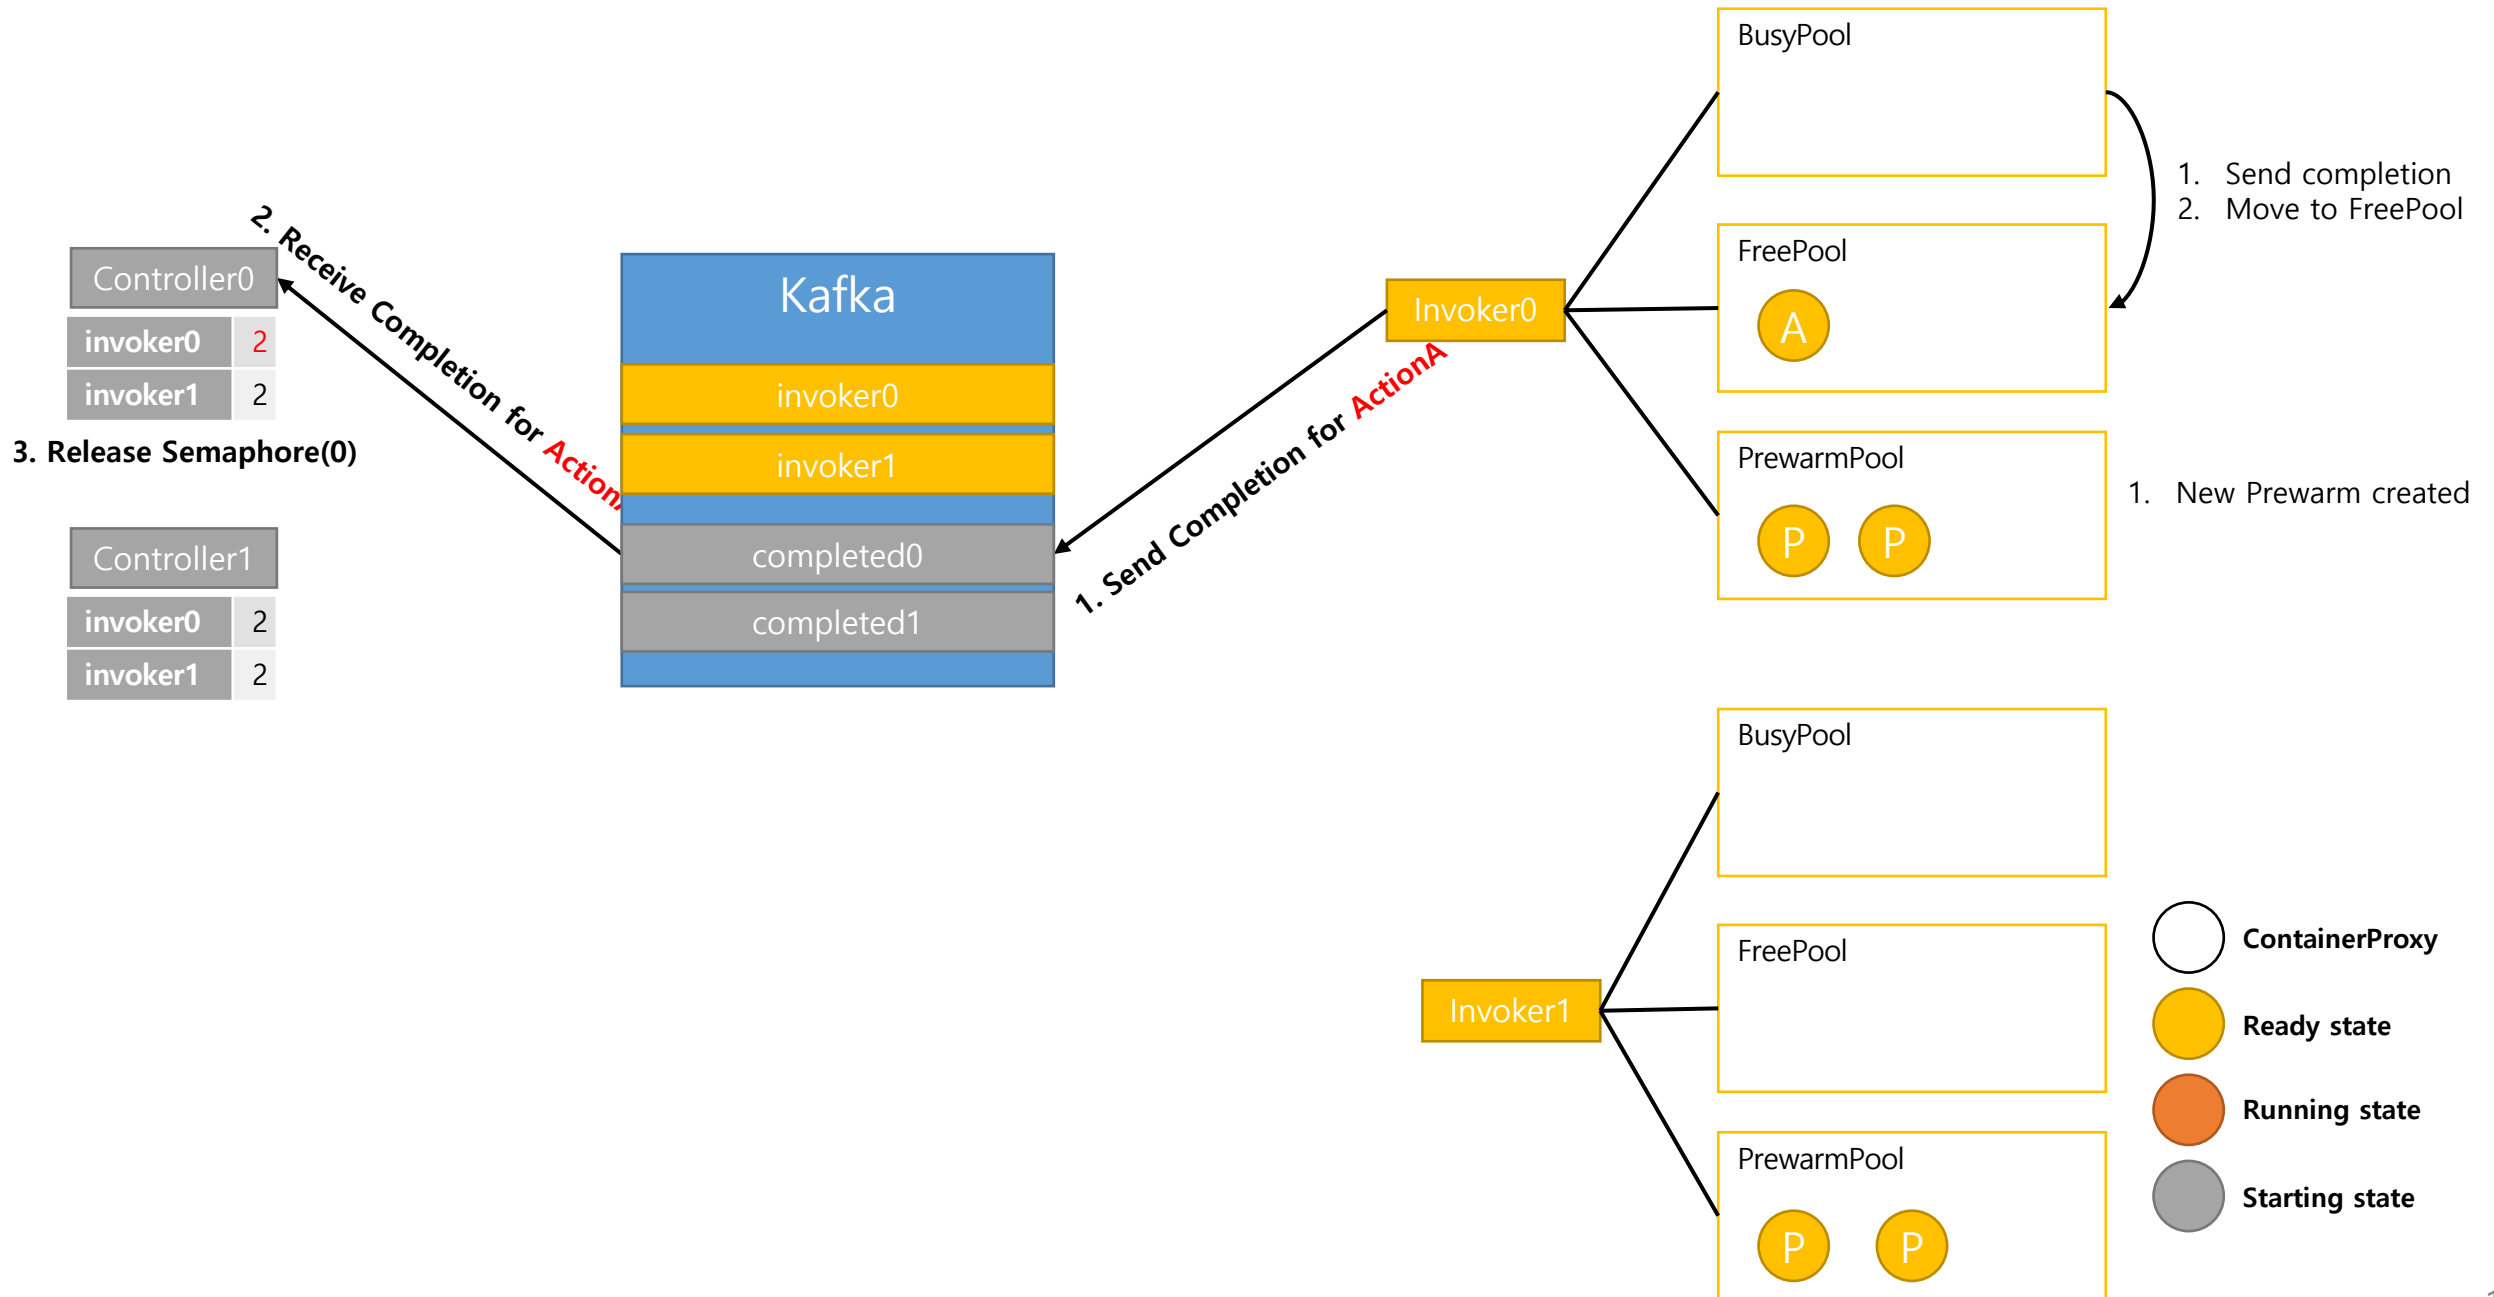 BusyPool
1. Send completion
2. Move to FreePool
2. Receive Completion for Action
Controller0
invoker0 2
invoker1 2
3. Release Semaphore(0)
Controller1
invoker0 2
invoker1 2
Kafka
invoker0
invoker1
completed0
completed1
1. Send Completion for ActionA
Invoker0
FreePool
A
PrewarmPool
P P
1. New Prewarm created
BusyPool
FreePool
Invoker1
PrewarmPool
P P
ContainerProxy
Ready state
Running state
Starting state